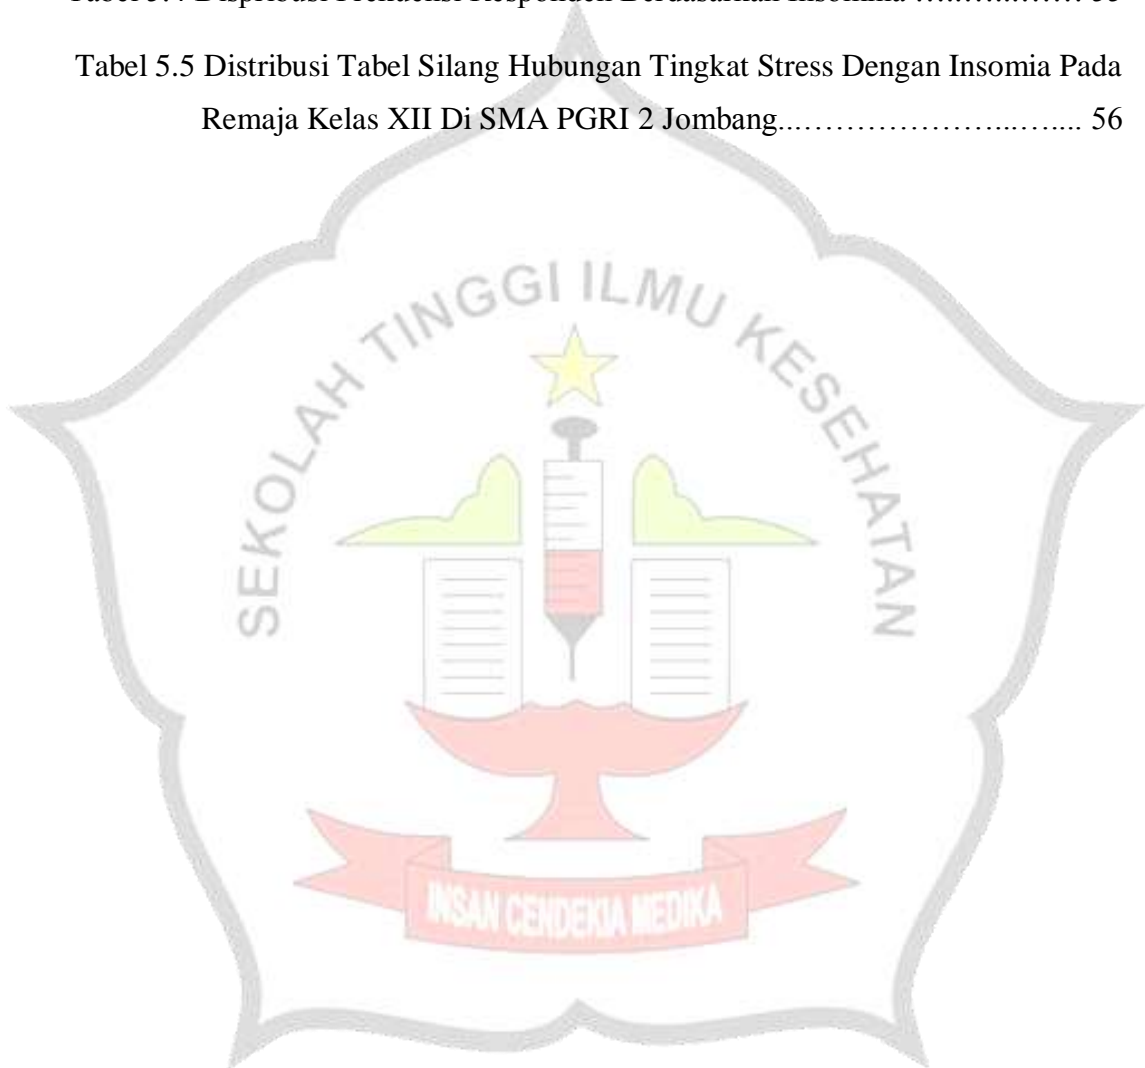 Tabel 5.5 Distribusi Tabel Silang Hubungan Tingkat Stress Dengan Insomia Pada
Remaja Kelas XII Di SMA PGRI 2 Jombang...…………………..…..... 56
SEKOLAH TINGGI ILMU KESEHATAN
INSAN CENDEKIA MEDIKA